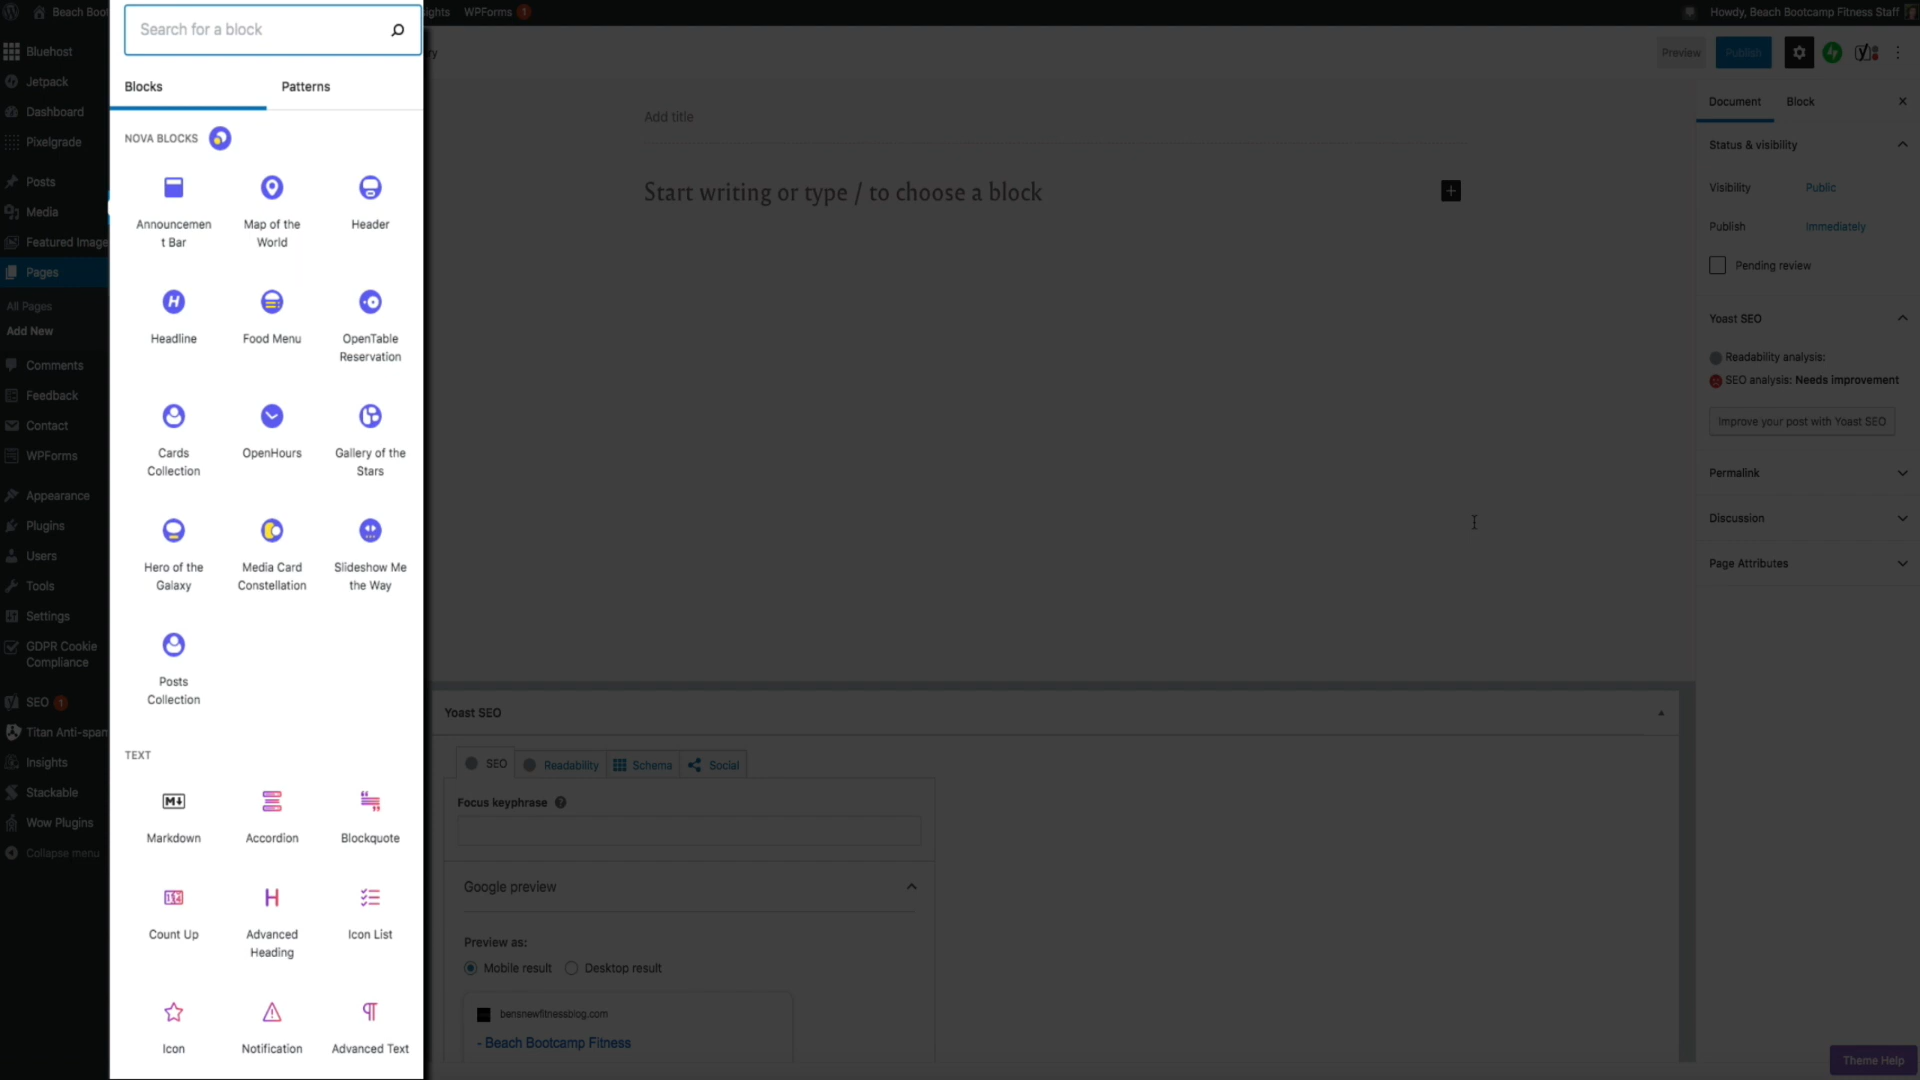 Beach Boo
ights
WPForms 1
Howdy, Beach Bootcamp Fitness Staff
Search for a block
Blocks
Patterns
NOVA BLOCKS
Announcemen
t Bar
Map of the
World
Header
Headline
Food Menu
OpenTable
Reservation
Cards
Collection
OpenHours
Gallery of the
Stars
Hero of the
Galaxy
Media Card
Constellation
Slideshow Me
the Way
Posts
Collection
TEXT
Markdown
Accordion
Blockquote
Count Up
Advanced
Heading
Icon List
Icon
Notification
Advanced Text
Bluehost
Jetpack
Dashboard
Pixelgrade
Posts
Media
Featured Image
Pages
All Pages
Add New
Comments
Feedback
Contact
WPForms
Appearance
Plugins
Users
Tools
Settings
GDPR Cookie
Compliance
SEO 1
Titan Anti-spam
Insights
Stackable
Wow Plugins
Collapse menu
ry
Preview
Publish
Add title
Start writing or type / to choose a block
Document
Block
Status & visibility
Visibility
Public
Publish
Immediately
Pending review
Yoast SEO
Readability analysis:
SEO analysis: Needs improvement
Improve your post with Yoast SEO
Permalink
Discussion
Page Attributes
Yoast SEO
SEO
Readability
Schema
Social
Focus keyphrase ?
Google preview
Preview as:
Mobile result
Desktop result
bensnewfitnessblog.com
- Beach Bootcamp Fitness
Theme Help